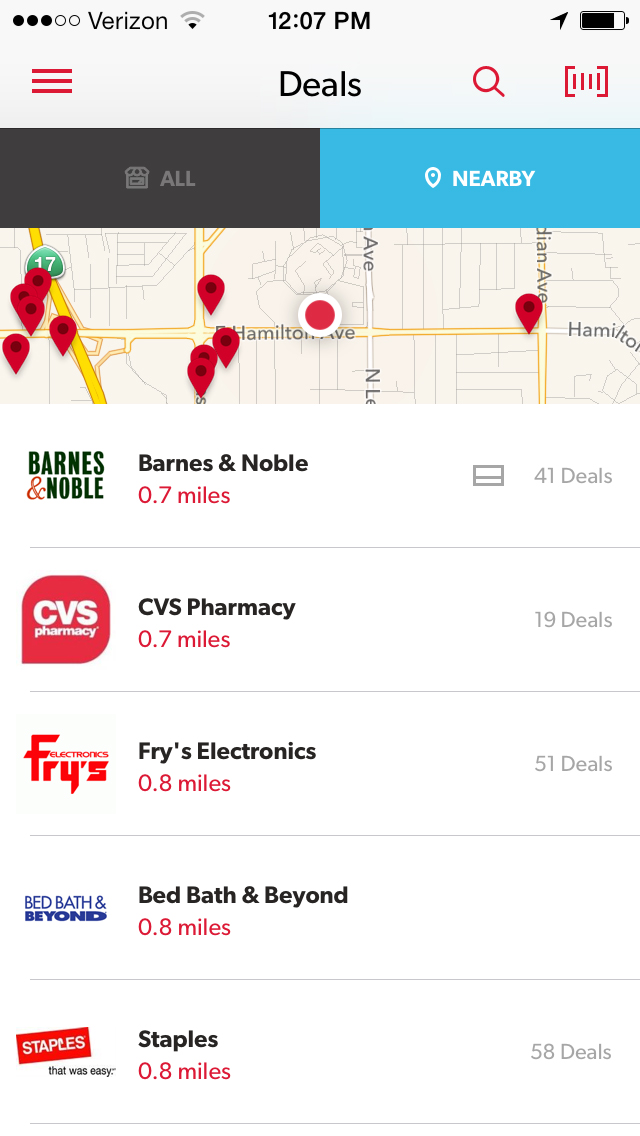 Verizon 12:07 PM
Deals
ALL
NEARBY
17
Ave
dian Ave
E Hamilton Ave
Hamilto
N Le
BARNES
&NOBLE
Barnes & Noble
0.7 miles
41 Deals
CVS
pharmacy
CVS Pharmacy
0.7 miles
19 Deals
ELECTRONICS
Fry's
Fry's Electronics
0.8 miles
51 Deals
BED BATH &
BEYOND
Bed Bath & Beyond
0.8 miles
STAPLES
that was easy.
Staples
0.8 miles
58 Deals